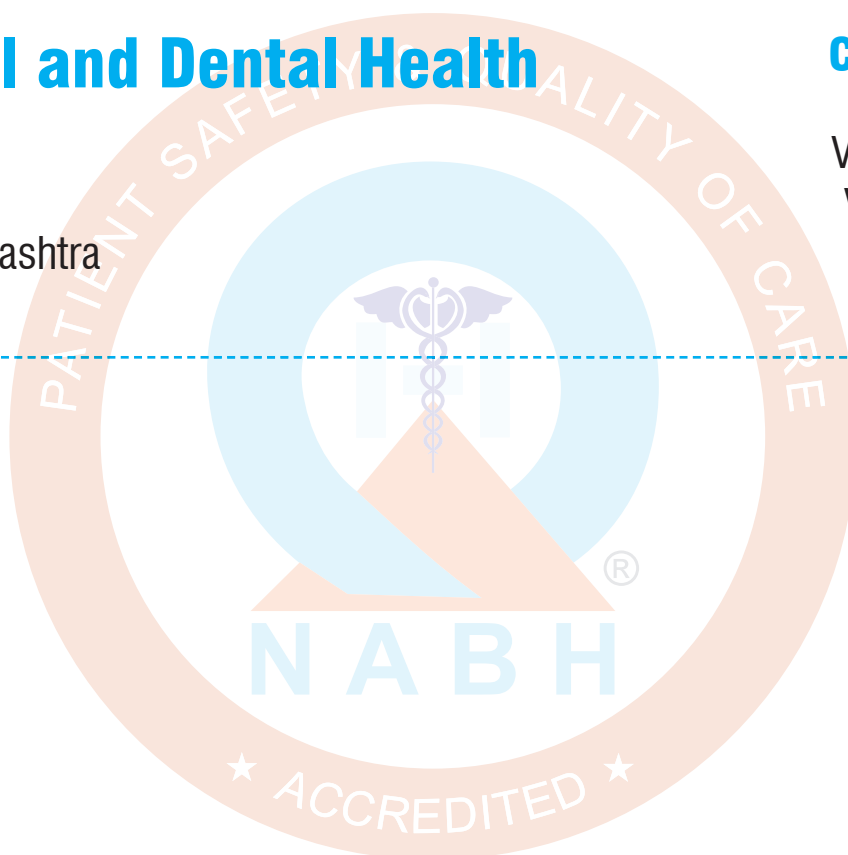 l and Dental Health
C
V
V
ashtra
PATIENT SAFETY & QUALITY OF CARE
H
®
NABH
★ ACCREDITED ★